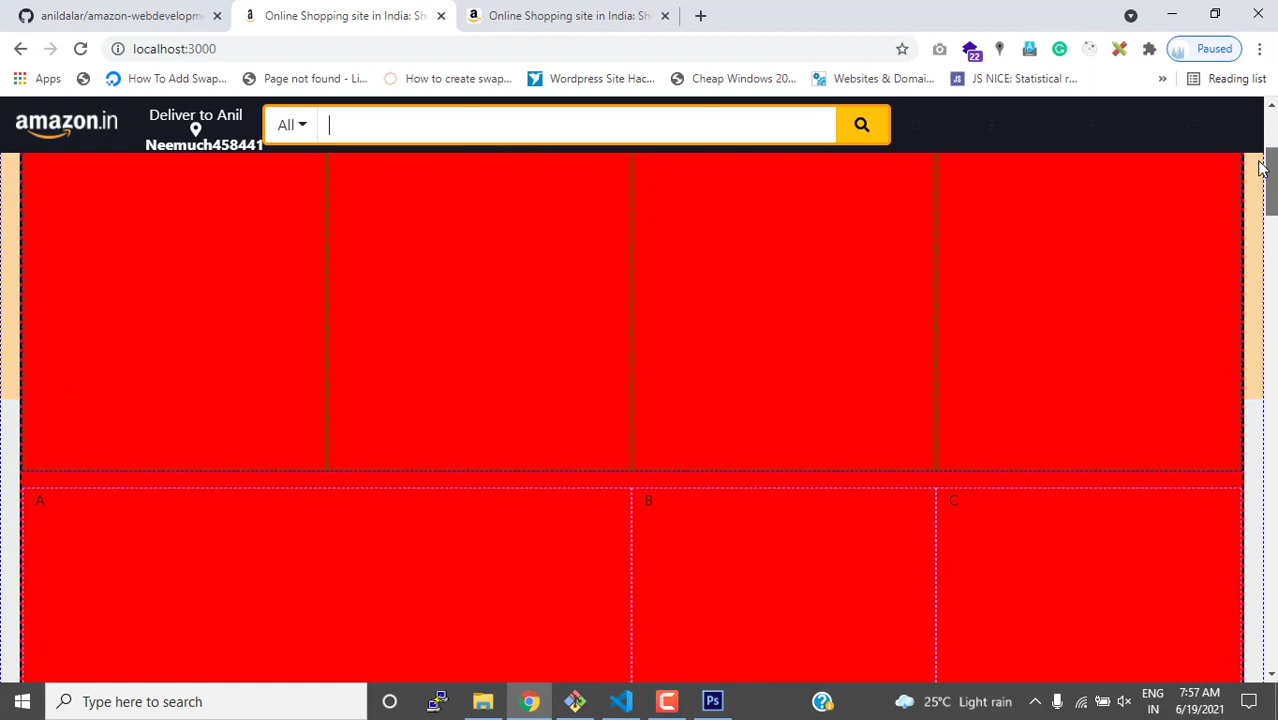 anildalar/amazon-webdevelopme
Online Shopping site in India: Sh
Online Shopping site in India: Sh
localhost:3000
22
Paused
Apps
How To Add Swap...
Page not found - Li...
How to create swap...
Wordpress Site Hac...
Cheap Windows 20...
Websites & Domai...
JS NICE: Statistical r...
»
Reading list
amazon.in
Deliver to Anil
Neemuch458441
All
E
F
G
A
B
C
Type here to search
Ps
25°C Light rain
ENG
IN
7:57 AM
6/19/2021